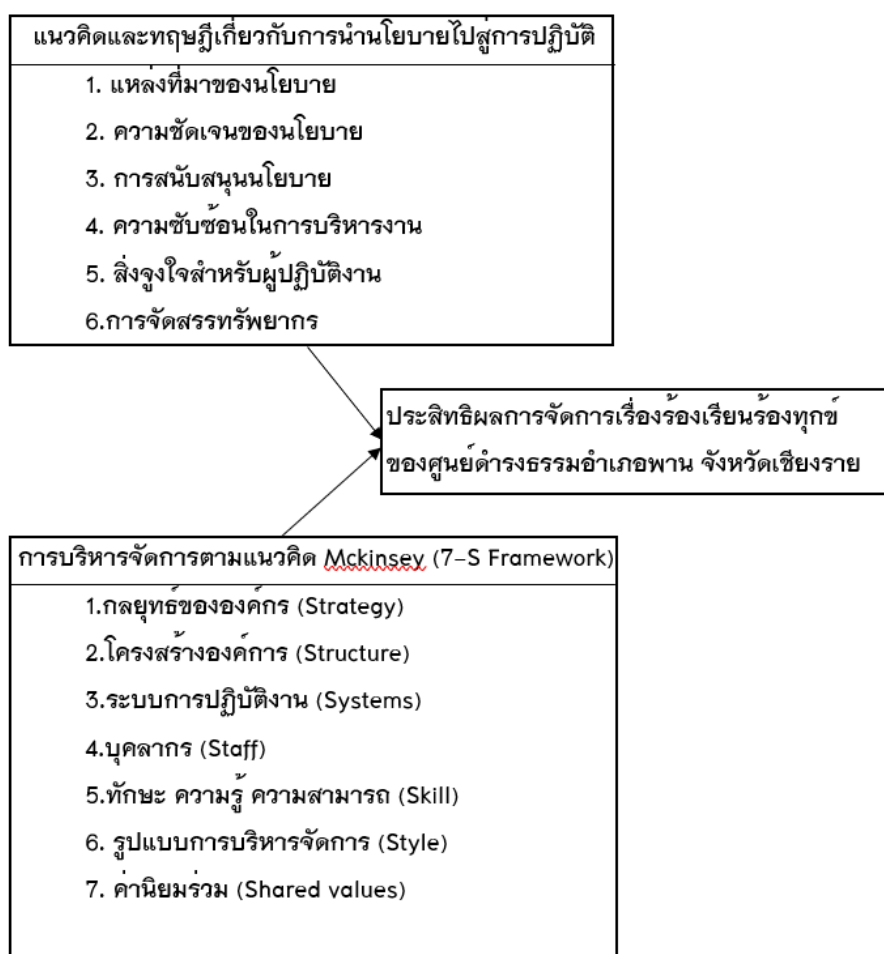 แนวคิดและทฤษฎีเกี่ยวกับการนำนโยบายไปสู่การปฏิบัติ
1. แหล่งที่มาของนโยบาย
2. ความชัดเจนของนโยบาย
3. การสนับสนุนนโยบาย
4. ความซับซ้อนในการบริหารงาน
5. สิ่งจูงใจสำหรับผู้ปฏิบัติงาน
6.การจัดสรรทรัพยากร
ประสิทธิผลการจัดการเรื่องร้องเรียนร้องทุกข์
ของศูนย์ดำรงธรรมอำเภอพาน จังหวัดเชียงราย
การบริหารจัดการตามแนวคิด Mckinsey (7–S Framework)
1.กลยุทธ์ขององค์กร (Strategy)
2.โครงสร้างองค์การ (Structure)
3.ระบบการปฏิบัติงาน (Systems)
4.บุคลากร (Staff)
5.ทักษะ ความรู้ ความสามารถ (Skill)
6. รูปแบบการบริหารจัดการ (Style)
7. ค่านิยมร่วม (Shared values)